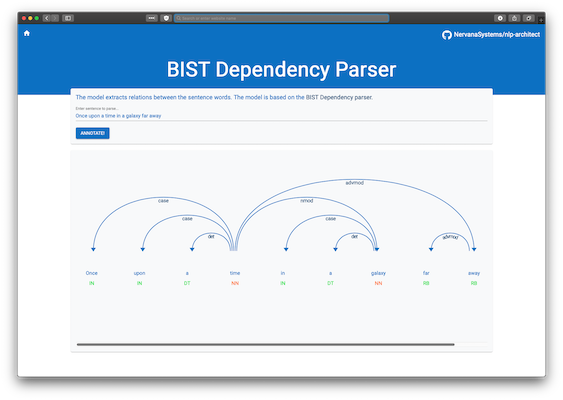 Search or enter website name
NervanaSystems/nlp-architect
BIST Dependency Parser
The model extracts relations between the sentence words. The model is based on the BIST Dependency parser.
Enter sentence to parse...
Once upon a time in a galaxy far away
ANNOTATE!
advmod
case nmod
case case
det det advmod
Once upon a time in a galaxy far away
IN IN DT NN IN DT NN RB RB